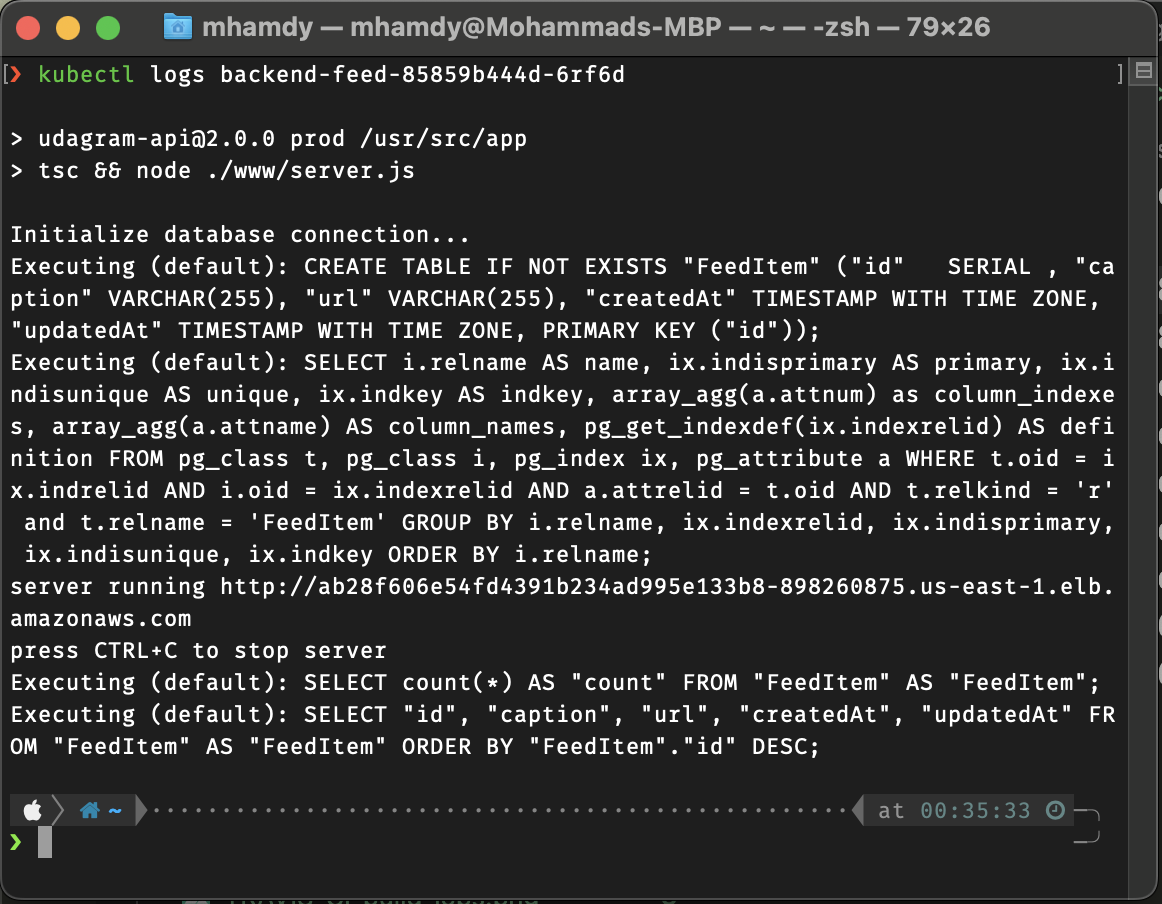 mhamdy — mhamdy@Mohammads-MBP — ~ — -zsh — 79×26
[❯ kubectl logs backend-feed-85859b444d-6rf6d ]
> udagram-api@2.0.0 prod /usr/src/app
> tsc && node ./www/server.js
Initialize database connection...
Executing (default): CREATE TABLE IF NOT EXISTS "FeedItem" ("id"   SERIAL , "ca
ption" VARCHAR(255), "url" VARCHAR(255), "createdAt" TIMESTAMP WITH TIME ZONE,
"updatedAt" TIMESTAMP WITH TIME ZONE, PRIMARY KEY ("id"));
Executing (default): SELECT i.relname AS name, ix.indisprimary AS primary, ix.i
ndisunique AS unique, ix.indkey AS indkey, array_agg(a.attnum) as column_indexe
s, array_agg(a.attname) AS column_names, pg_get_indexdef(ix.indexrelid) AS defi
nition FROM pg_class t, pg_class i, pg_index ix, pg_attribute a WHERE t.oid = i
x.indrelid AND i.oid = ix.indexrelid AND a.attrelid = t.oid AND t.relkind = 'r'
 and t.relname = 'FeedItem' GROUP BY i.relname, ix.indexrelid, ix.indisprimary,
 ix.indisunique, ix.indkey ORDER BY i.relname;
server running http://ab28f606e54fd4391b234ad995e133b8-898260875.us-east-1.elb.
amazonaws.com
press CTRL+C to stop server
Executing (default): SELECT count(*) AS "count" FROM "FeedItem" AS "FeedItem";
Executing (default): SELECT "id", "caption", "url", "createdAt", "updatedAt" FR
OM "FeedItem" AS "FeedItem" ORDER BY "FeedItem"."id" DESC;
~ at 00:35:33
❯